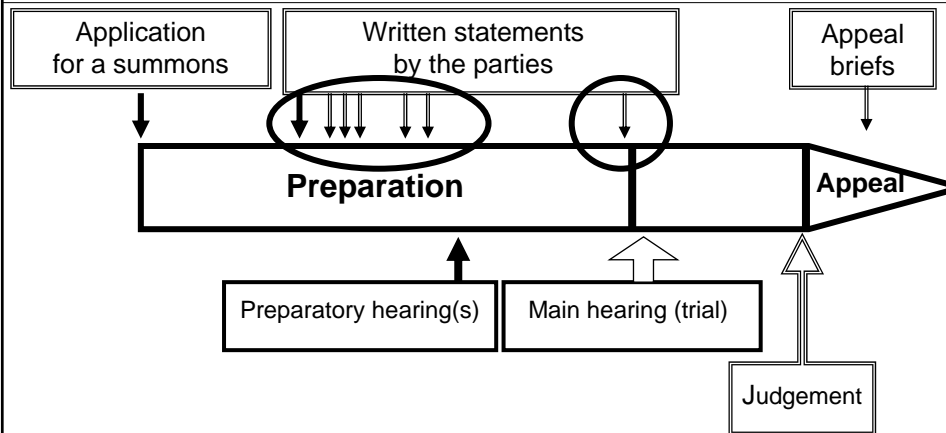 Application
for a summons
Written statements
by the parties
Appeal
briefs
Preparation
Appeal
Preparatory hearing(s)
Main hearing (trial)
Judgement